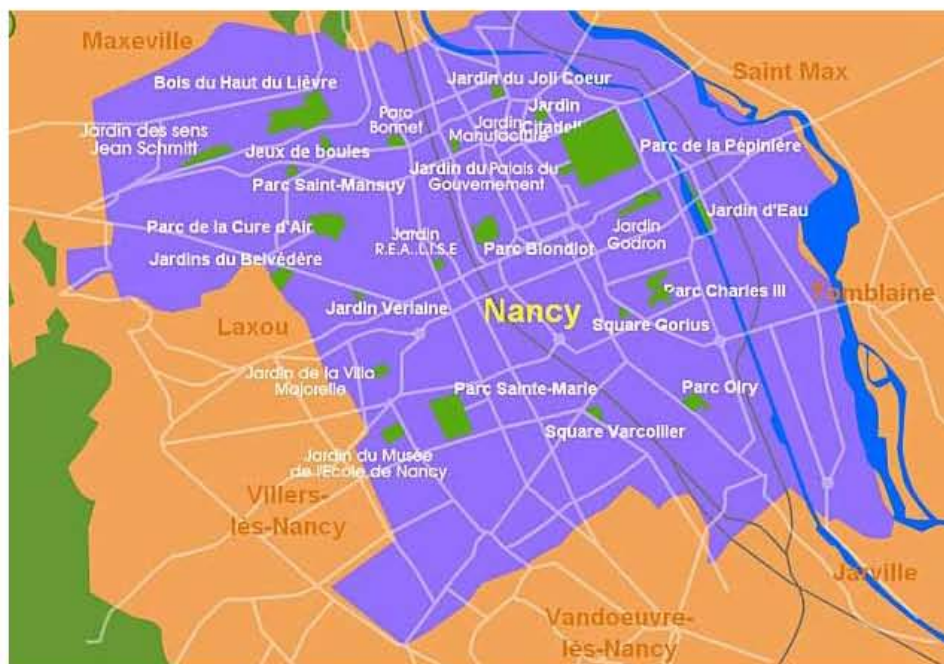 Maxeville
Saint Max
Bois du Haut du Lièvre
Jardin du Joli Coeur
Parc
Bonnet
Jardin
Citadell
Jardin
Manufacture
Jardin des sens
Jean Schmitt
Jeux de boules
Parc de la Pépinière
Jardin du Palais du
Gouvernement
Parc Saint-Mansuy
Parc de la Cure d'Air
Jardin
R.E.A..L.I.S.E
Parc Blondlot
Jardin
Godron
Jardin d'Eau
Jardins du Belvédère
Jardin Verlaine
Nancy
Parc Charles III
Tomblaine
Laxou
Square Gorius
Jardin de la Villa
Majorelle
Parc Sainte-Marie
Parc Olry
Square Varcollier
Jardin du Musée
de l'Ecole de Nancy
Villers-
lès-Nancy
Jarville
Vandoeuvre-
lès-Nancy